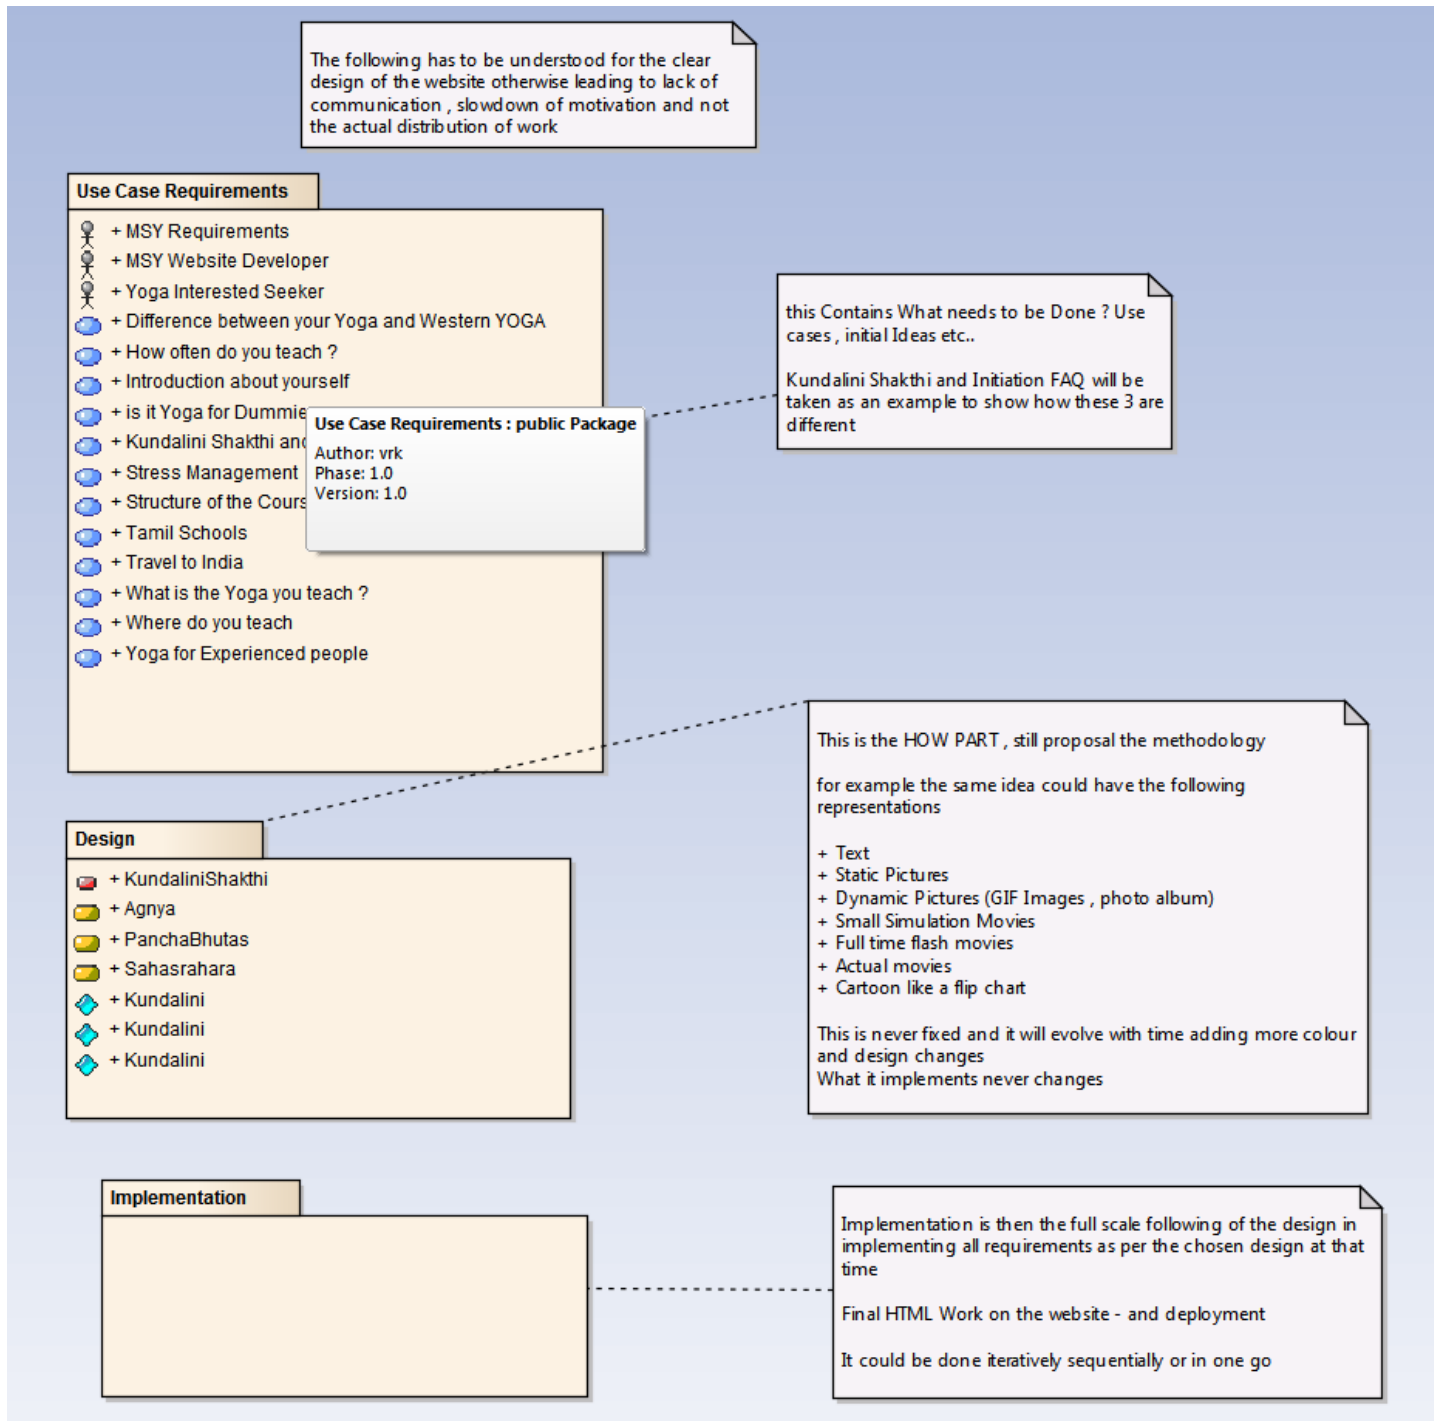 The following has to be understood for the clear
design of the website otherwise leading to lack of
communication , slowdown of motivation and not
the actual distribution of work
Use Case Requirements
+ MSY Requirements
+ MSY Website Developer
+ Yoga Interested Seeker
+ Difference between your Yoga and Western YOGA
+ How often do you teach ?
+ Introduction about yourself
+ is it Yoga for Dummie
+ Kundalini Shakthi and
+ Stress Management
+ Structure of the Cours
+ Tamil Schools
+ Travel to India
+ What is the Yoga you teach ?
+ Where do you teach
+ Yoga for Experienced people
Use Case Requirements : public Package
Author: vrk
Phase: 1.0
Version: 1.0
this Contains What needs to be Done ? Use
cases , initial Ideas etc..
Kundalini Shakthi and Initiation FAQ will be
taken as an example to show how these 3 are
different
Design
+ KundaliniShakthi
+ Agnya
+ PanchaBhutas
+ Sahasrahara
+ Kundalini
+ Kundalini
+ Kundalini
This is the HOW PART , still proposal the methodology
for example the same idea could have the following
representations
+ Text
+ Static Pictures
+ Dynamic Pictures (GIF Images , photo album)
+ Small Simulation Movies
+ Full time flash movies
+ Actual movies
+ Cartoon like a flip chart
This is never fixed and it will evolve with time adding more colour
and design changes
What it implements never changes
Implementation
Implementation is then the full scale following of the design in
implementing all requirements as per the chosen design at that
time
Final HTML Work on the website - and deployment
It could be done iteratively sequentially or in one go